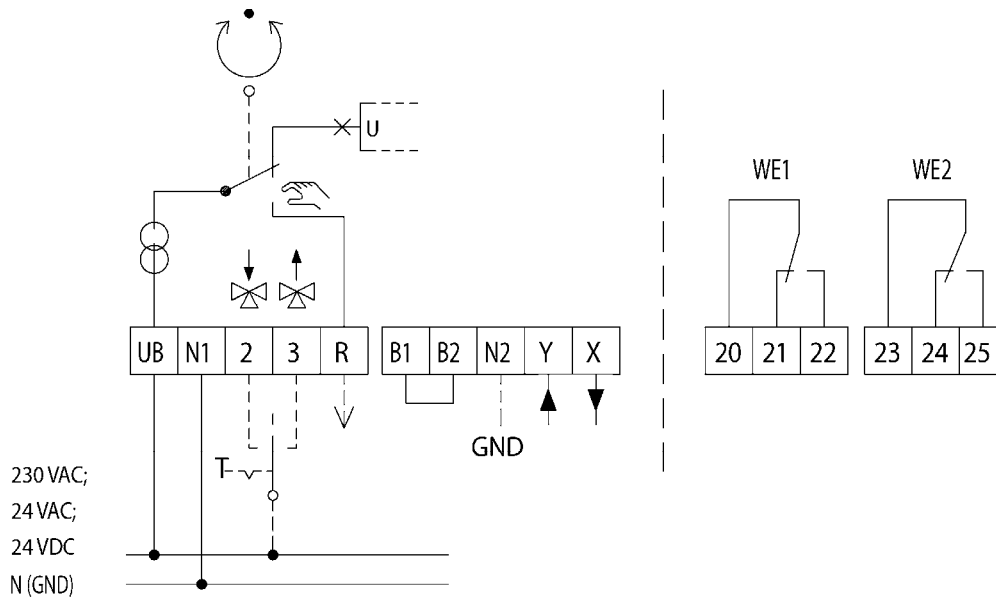 U
WE1 WE2
UB N1 2 3 R B1 B2 N2 Y X 20 21 22 23 24 25
GND
T
230 VAC;
24 VAC;
24 VDC
N (GND)